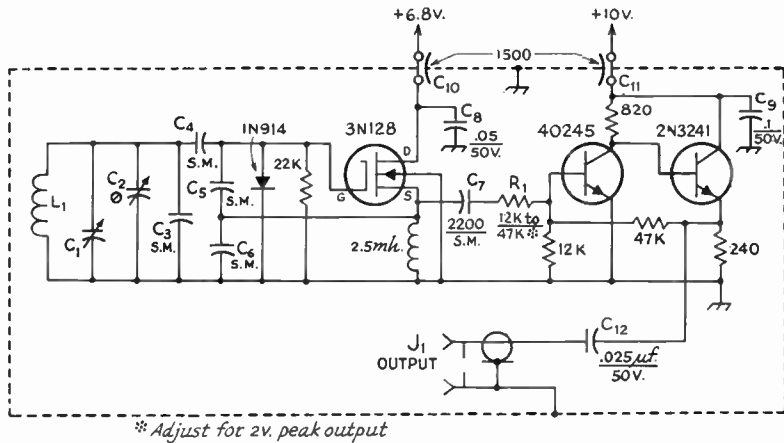 +6.8v.
+10v.
1500
C10
C11
C8
.05
50V.
C9
.1
50V.
820
C4
S.M.
1N914
3N128
40245
2N3241
22K
D
G
S
C5
S.M.
C7
2200
S.M.
R1
12K to
47K*
L1
C1
C2
Ø
C3
S.M.
C6
S.M.
2.5mh.
12K
47K
240
J1
OUTPUT
C12
.025µf.
50V.
* Adjust for 2v. peak output